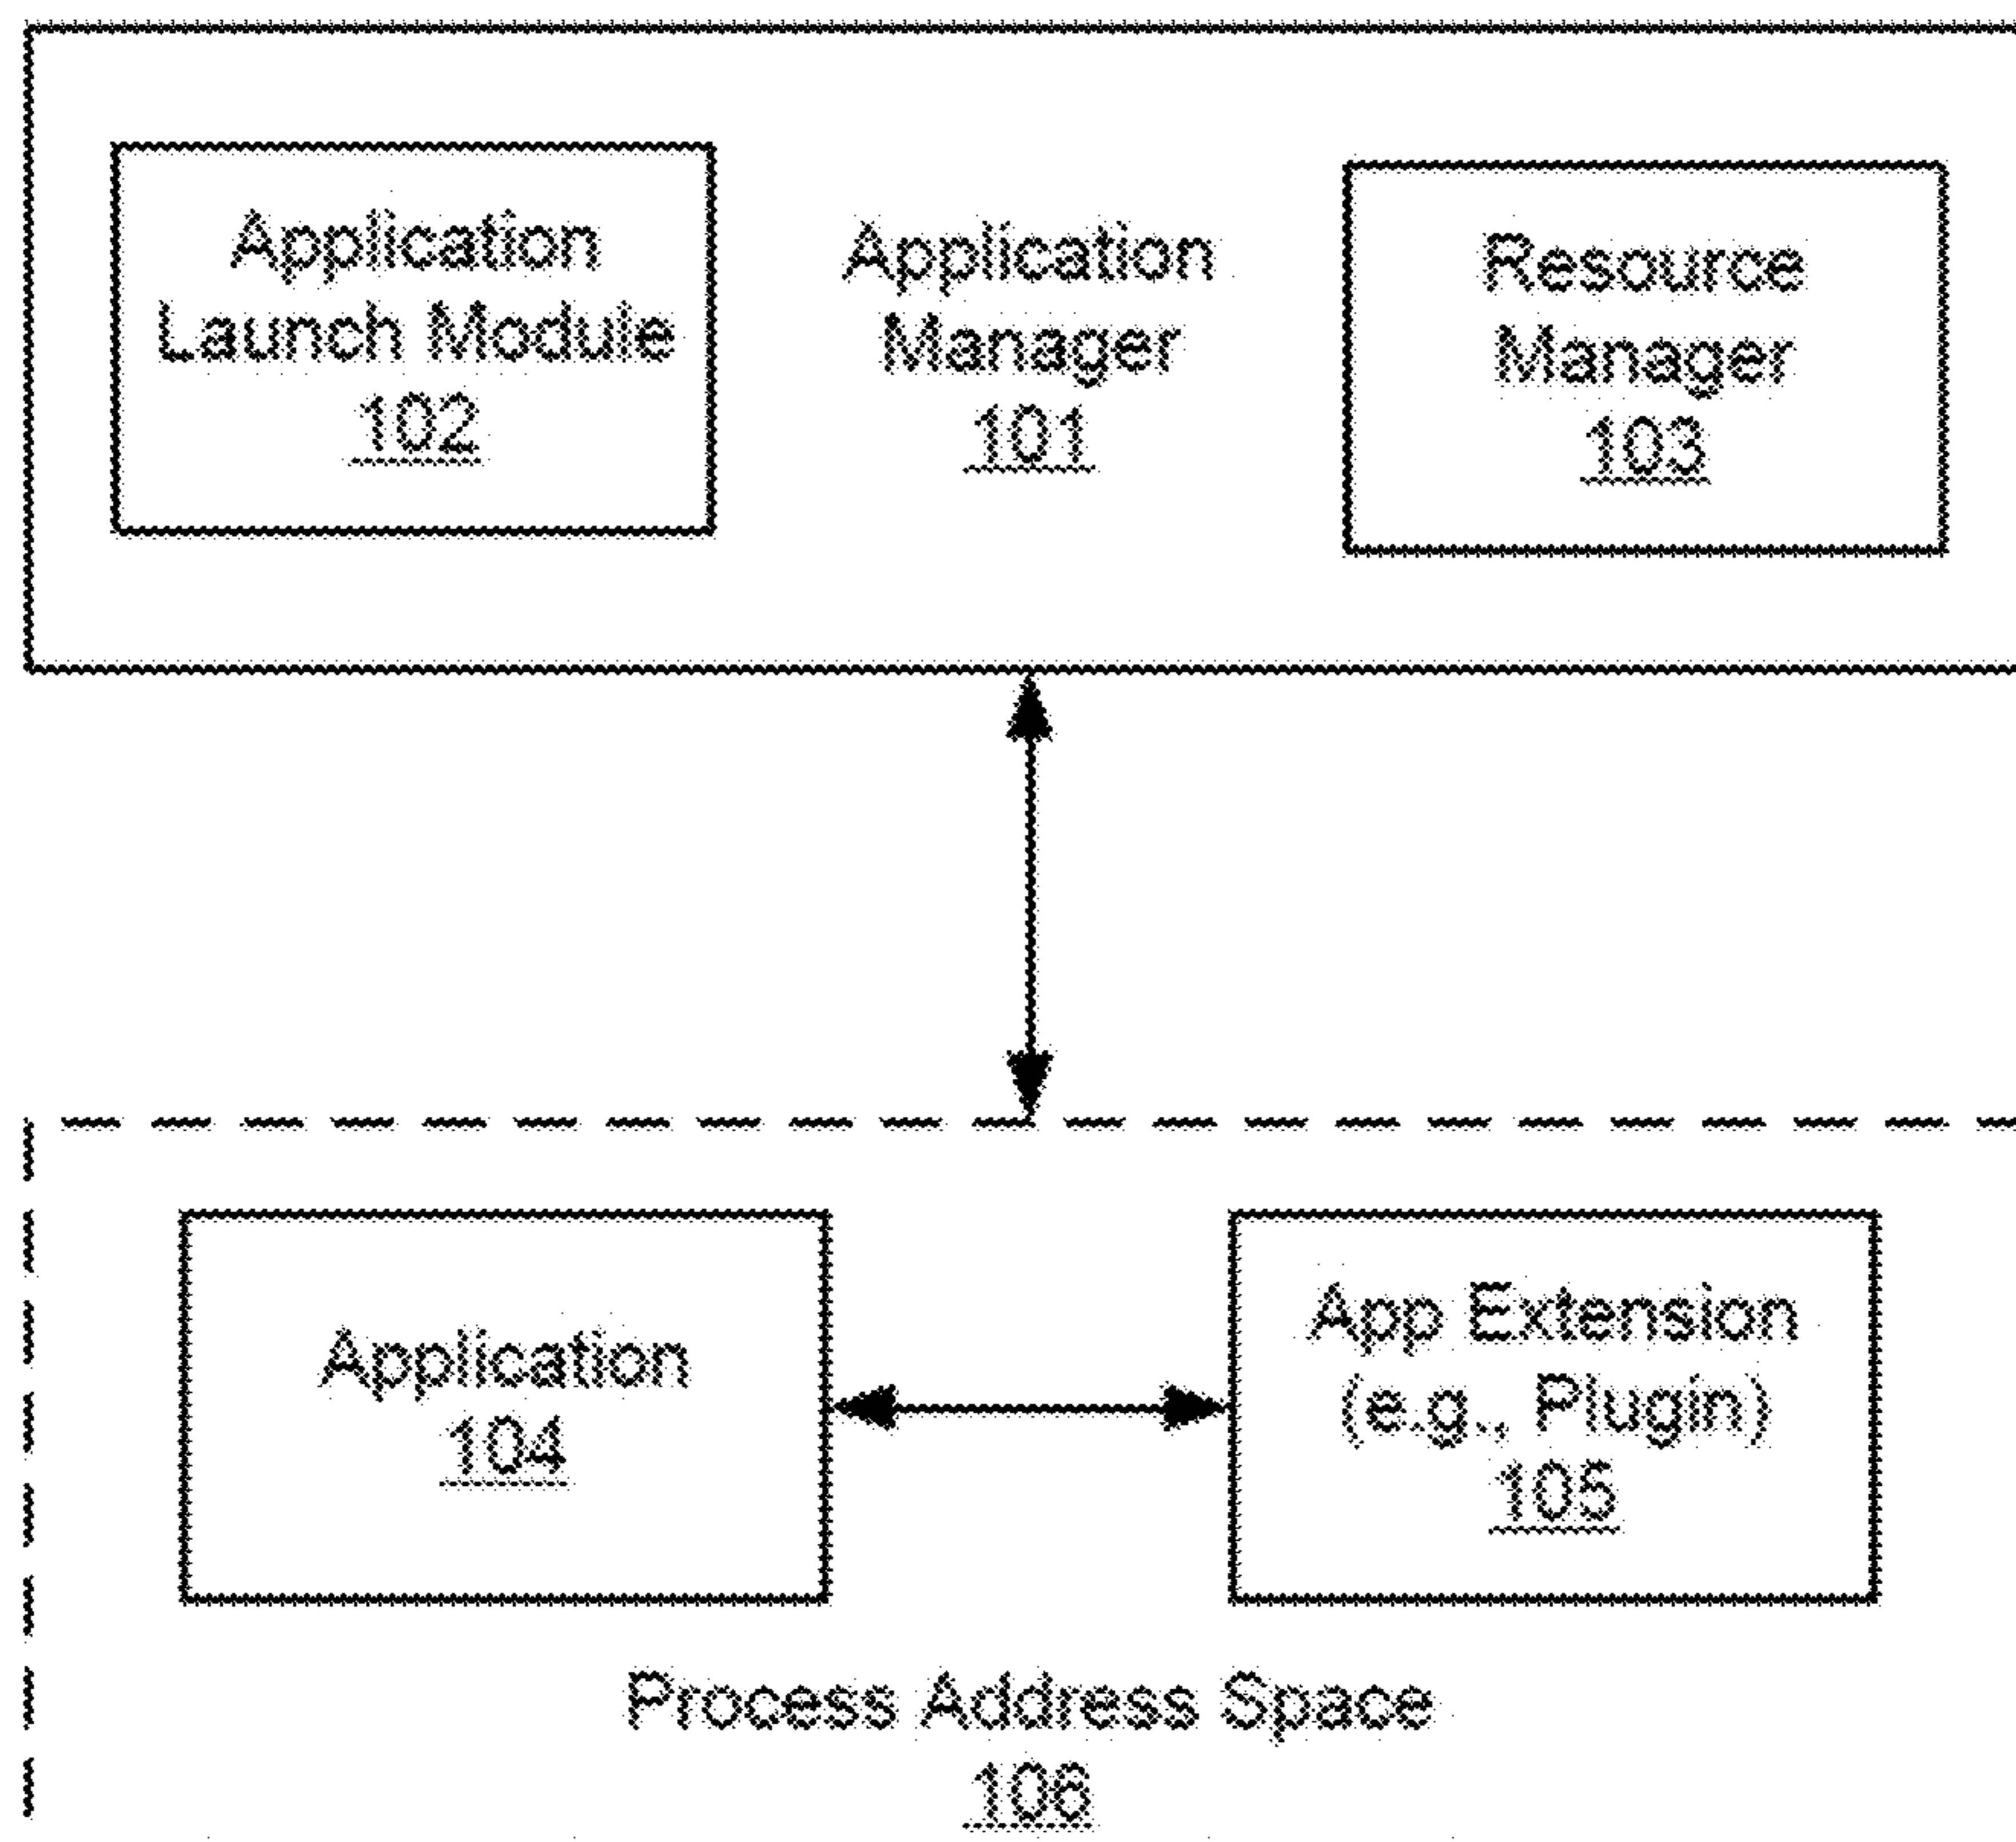 Application
Launch Module
102
Application
Manager
101
Resource
Manager
103
Application
104
App Extension
(e.g., Plugin)
105
Process Address Space
106